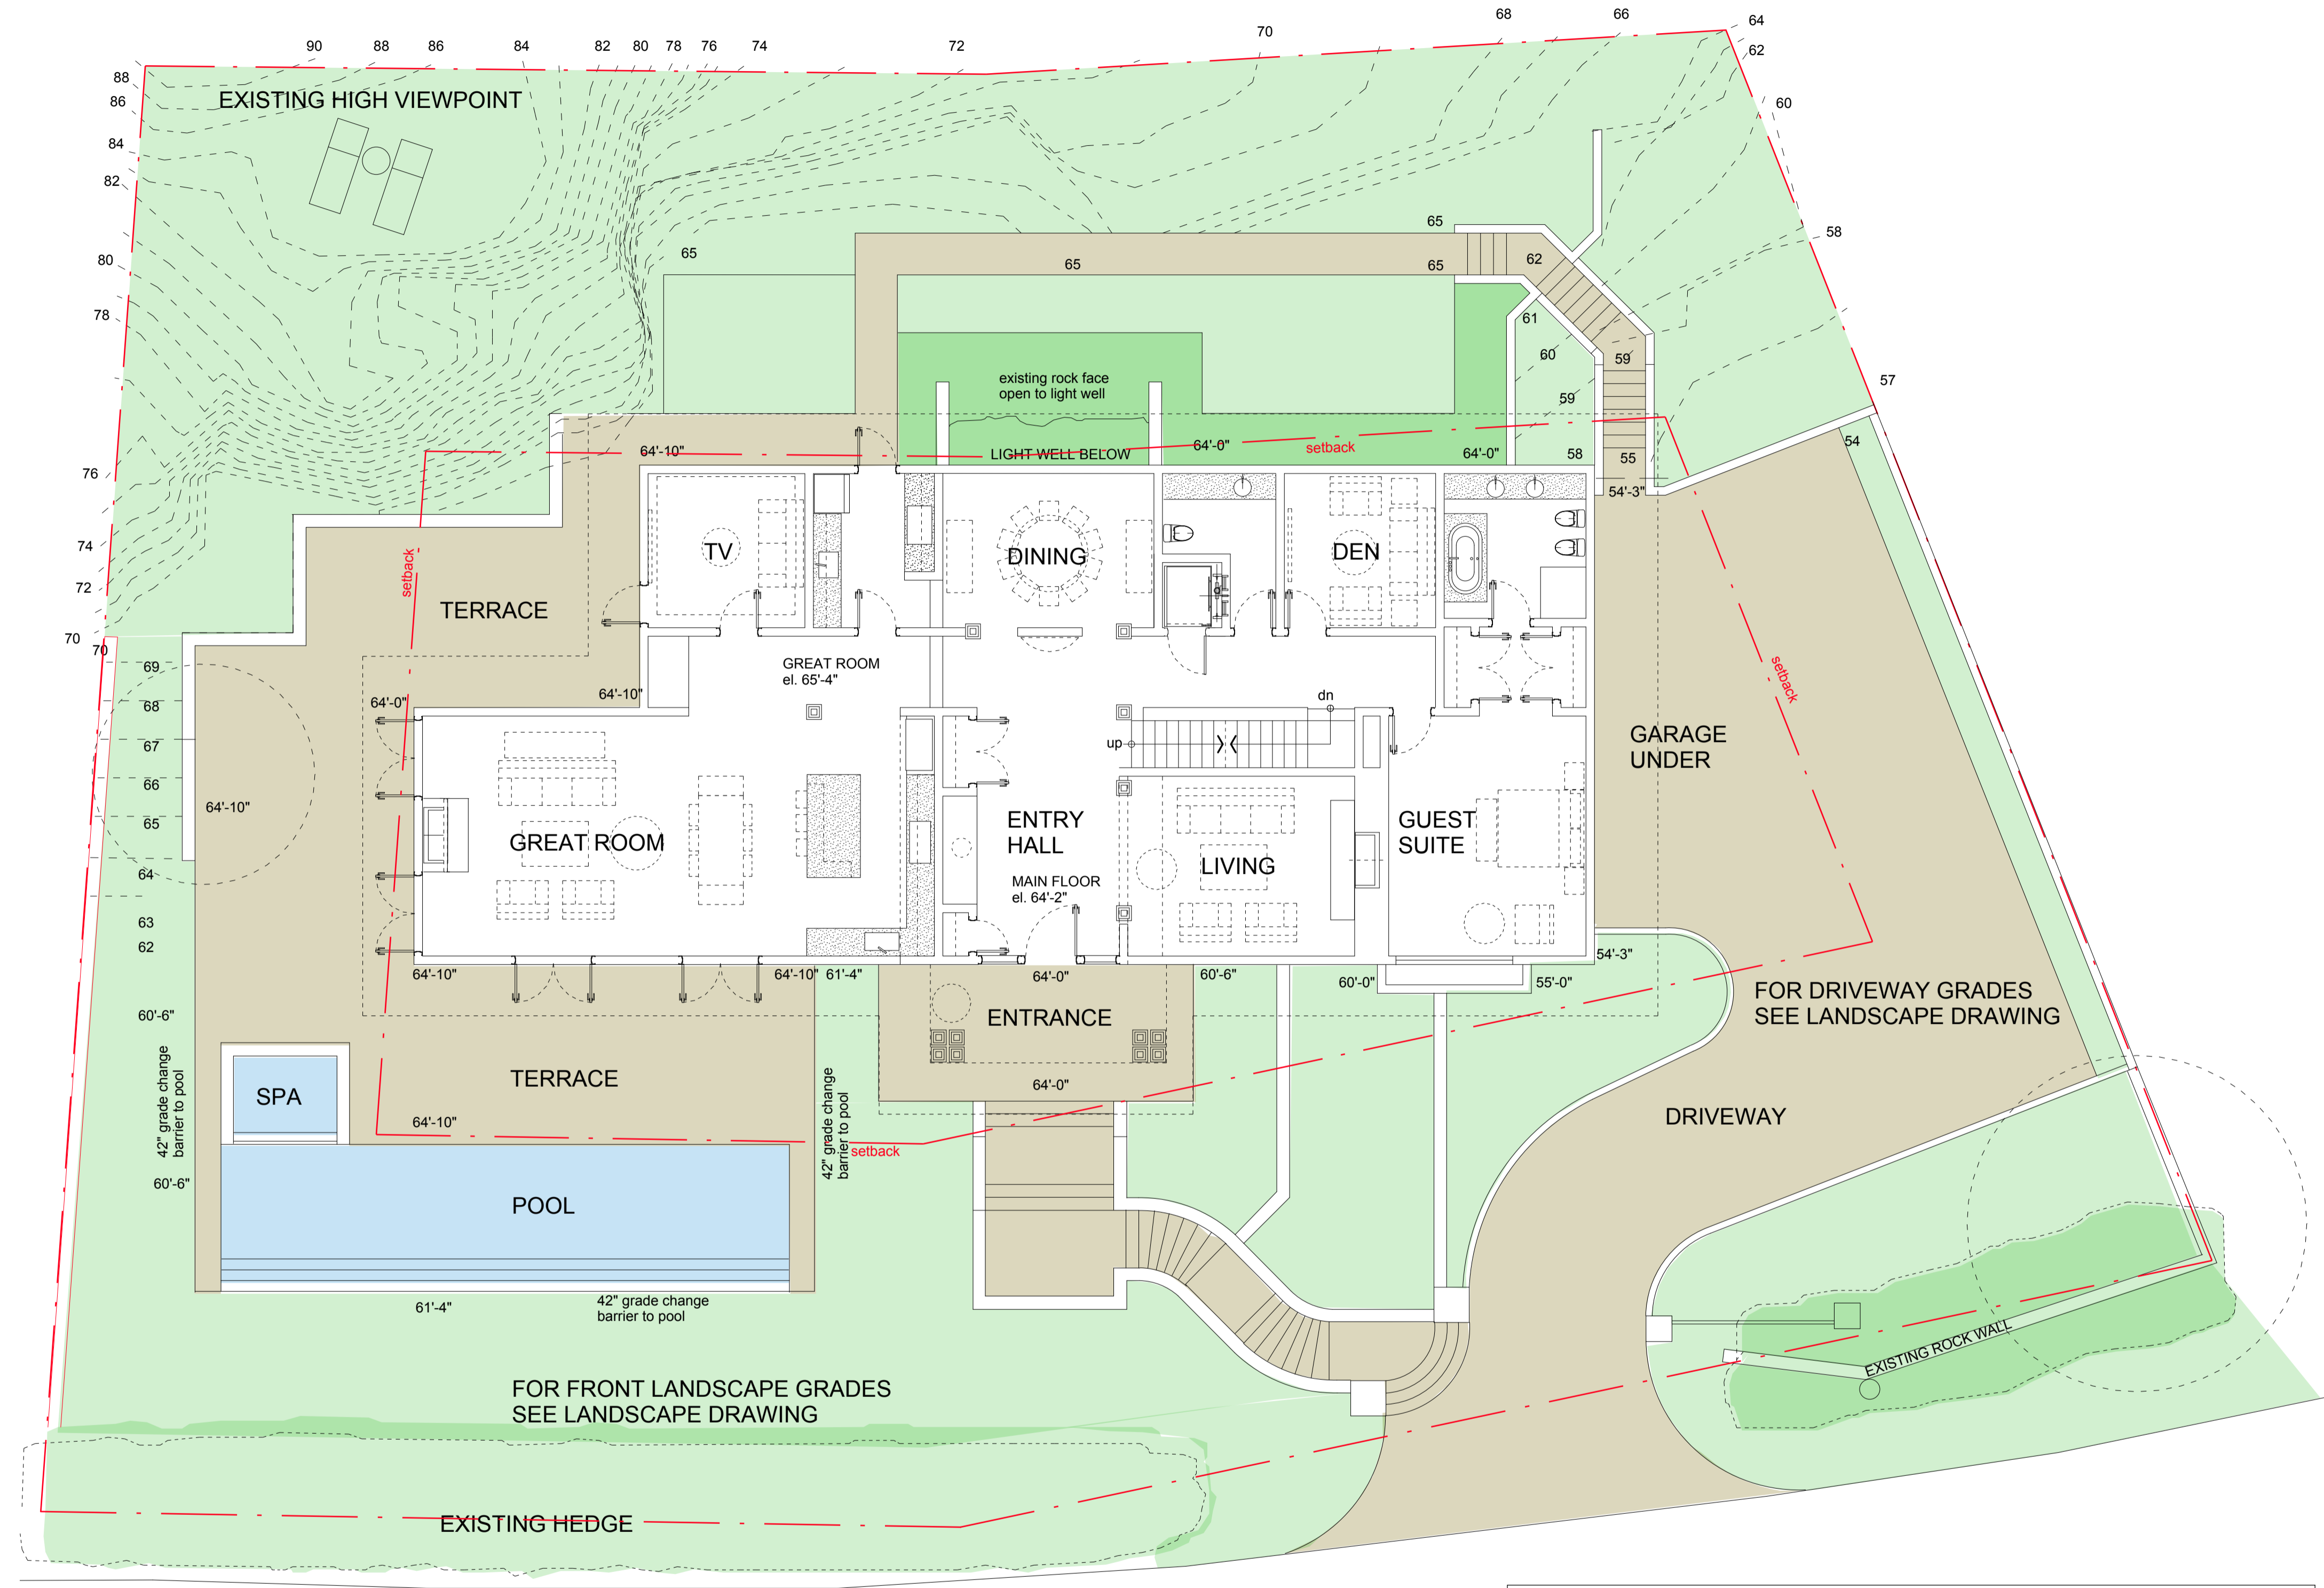 68
66
64
70
62
90
88
86
84
82
80
78
76
74
72
88
EXISTING HIGH VIEWPOINT
86
60
84
82
58
65
65
80
65
65
62
78
61
60
59
existing rock face
open to light well
57
59
64'-10"
64'-0"
setback
54
LIGHT WELL BELOW
64'-0"
58
55
76
54'-3"
TV
DINING
DEN
74
setback
72
TERRACE
70
70
69
GREAT ROOM
el. 65'-4"
setback
64'-10"
64'-0"
dn
68
67
up
GARAGE
UNDER
66
64'-10"
65
GREAT ROOM
ENTRY
HALL
LIVING
GUEST
SUITE
64
MAIN FLOOR
el. 64'-2"
63
62
54'-3"
64'-10"
64'-10"
61'-4"
64'-0"
60'-6"
60'-0"
55'-0"
FOR DRIVEWAY GRADES
SEE LANDSCAPE DRAWING
60'-6"
ENTRANCE
TERRACE
64'-0"
SPA
42" grade change
barrier to pool
64'-10"
42" grade change
barrier to pool
setback
DRIVEWAY
60'-6"
POOL
61'-4"
42" grade change
barrier to pool
EXISTING ROCK WALL
FOR FRONT LANDSCAPE GRADES
SEE LANDSCAPE DRAWING
EXISTING HEDGE